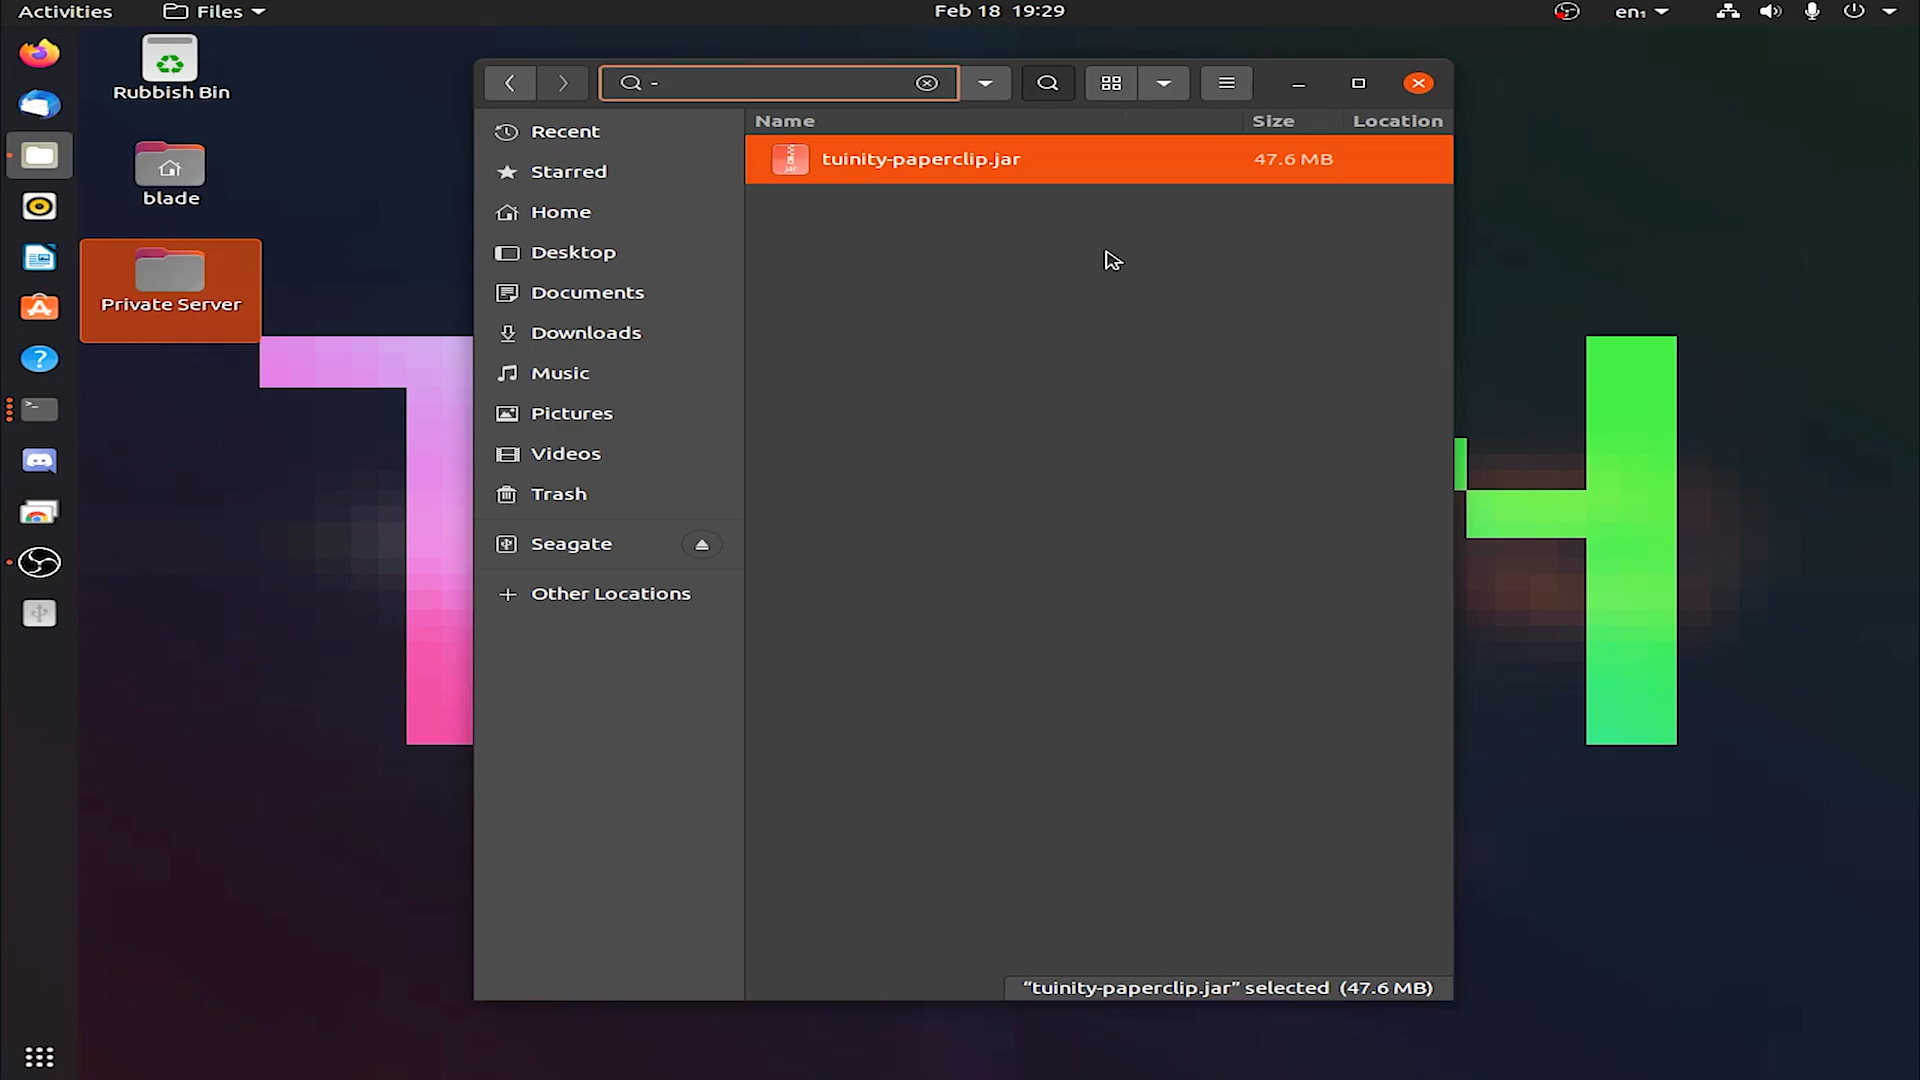 Activities
Files
Feb 18 19:29
en₁
Rubbish Bin
blade
Private Server
-
Name
Size
Location
tuinity-paperclip.jar
47.6 MB
Recent
Starred
Home
Desktop
Documents
Downloads
Music
Pictures
Videos
Trash
Seagate
Other Locations
“tuinity-paperclip.jar” selected (47.6 MB)